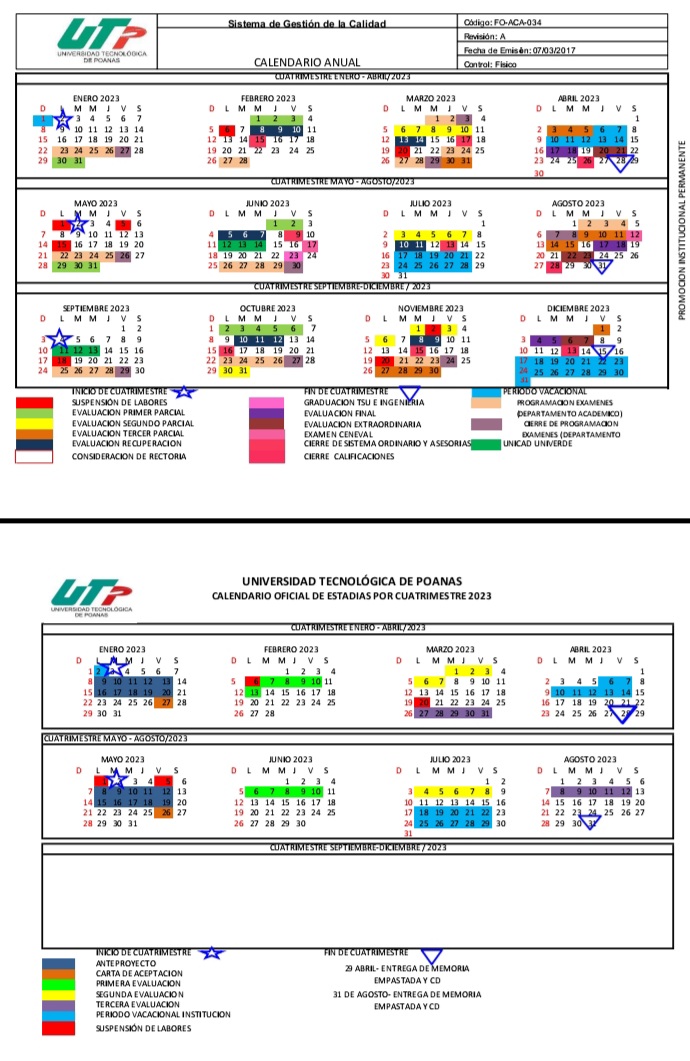 UTP
UNIVERSIDAD TECNOLÓGICA
DE POANAS
Sistema de Gestión de la Calidad
CALENDARIO ANUAL
Código: FO-ACA-034
Revisión: A
Fecha de Emisión: 07/03/2017
Control: Físico
PROMOCION INSTITUCIONAL PERMANENTE
CUATRIMESTRE ENERO - ABRIL/2023
ENERO 2023 FEBRERO 2023 MARZO 2023 ABRIL 2023
D L M M J V S D L M M J V S D L M M J V S D L M M J V S
1 3 4 5 6 7 1 2 3 4 1 2 3 4 1
8 9 10 11 12 13 14 5 6 7 8 9 10 11 5 6 7 8 9 10 11 2 3 4 5 6 7 8
15 16 17 18 19 20 21 12 13 14 15 16 17 18 12 13 14 15 16 17 18 9 10 11 12 13 14 15
22 23 24 25 26 27 28 19 20 21 22 23 24 25 19 20 21 22 23 24 25 16 17 18 19 20 21 22
29 30 31 26 27 28 26 27 28 29 30 31 23 24 25 26 27 28 29
30
CUATRIMESTRE MAYO - AGOSTO/2023
MAYO 2023 JUNIO 2023 JULIO 2023 AGOSTO 2023
D L M M J V S D L M M J V S D L M M J V S D L M M J V S
1 2 3 4 5 6 1 2 3 1 1 2 3 4 5
7 8 9 10 11 12 13 4 5 6 7 8 9 10 2 3 4 5 6 7 8 6 7 8 9 10 11 12
14 15 16 17 18 19 20 11 12 13 14 15 16 17 9 10 11 12 13 14 15 13 14 15 16 17 18 19
21 22 23 24 25 26 27 18 19 20 21 22 23 24 16 17 18 19 20 21 22 20 21 22 23 24 25 26
28 29 30 31 25 26 27 28 29 30 23 24 25 26 27 28 29 27 28 29 30 31
30 31
CUATRIMESTRE SEPTIEMBRE-DICIEMBRE / 2023
SEPTIEMBRE 2023 OCTUBRE 2023 NOVIEMBRE 2023 DICIEMBRE 2023
D L M M J V S D L M M J V S D L M M J V S D L M M J V S
1 2 1 2 3 4 5 6 7 1 2 3 4 1 2
3 4 5 6 7 8 9 8 9 10 11 12 13 14 5 6 7 8 9 10 11 3 4 5 6 7 8 9
10 11 12 13 14 15 16 15 16 17 18 19 20 21 12 13 14 15 16 17 18 10 11 12 13 14 15 16
17 18 19 20 21 22 23 22 23 24 25 26 27 28 19 20 21 22 23 24 25 17 18 19 20 21 22 23
24 25 26 27 28 29 30 29 30 31 26 27 28 29 30 24 25 26 27 28 29 30
31
INICIO DE CUATRIMESTRE FIN DE CUATRIMESTRE PERIODO VACACIONAL
SUSPENSIÓN DE LABORES GRADUACION TSU E INGENIERIA PROGRAMACION EXAMENES
EVALUACION PRIMER PARCIAL EVALUACION FINAL (DEPARTAMENTO ACADEMICO)
EVALUACION SEGUNDO PARCIAL EVALUACION EXTRAORDINARIA CIERRE DE PROGRAMACION
EVALUACION TERCER PARCIAL EXAMEN CENEVAL EXAMENES (DEPARTAMENTO
EVALUACION RECUPERACION CIERRE DE SISTEMA ORDINARIO Y ASESORIAS UNICAD UNIVERDE
CONSIDERACION DE RECTORIA CIERRE CALIFICACIONES
UTP
UNIVERSIDAD TECNOLÓGICA
DE POANAS
UNIVERSIDAD TECNOLÓGICA DE POANAS
CALENDARIO OFICIAL DE ESTADIAS POR CUATRIMESTRE 2023
CUATRIMESTRE ENERO - ABRIL/2023
ENERO 2023 FEBRERO 2023 MARZO 2023 ABRIL 2023
D L M M J V S D L M M J V S D L M M J V S D L M M J V S
1 2 3 4 5 6 7 1 2 3 4 1 2 3 4 1
8 9 10 11 12 13 14 5 6 7 8 9 10 11 5 6 7 8 9 10 11 2 3 4 5 6 7 8
15 16 17 18 19 20 21 12 13 14 15 16 17 18 12 13 14 15 16 17 18 9 10 11 12 13 14 15
22 23 24 25 26 27 28 19 20 21 22 23 24 25 19 20 21 22 23 24 25 16 17 18 19 20 21 22
29 30 31 26 27 28 26 27 28 29 30 31 23 24 25 26 27 28 29
CUATRIMESTRE MAYO - AGOSTO/2023
MAYO 2023 JUNIO 2023 JULIO 2023 AGOSTO 2023
D L M M J V S D L M M J V S D L M M J V S D L M M J V S
1 2 3 4 5 6 1 2 3 4 1 2 1 2 3 4 5 6
7 8 9 10 11 12 13 5 6 7 8 9 10 11 3 4 5 6 7 8 9 7 8 9 10 11 12 13
14 15 16 17 18 19 20 12 13 14 15 16 17 18 10 11 12 13 14 15 16 14 15 16 17 18 19 20
21 22 23 24 25 26 27 19 20 21 22 23 24 25 17 18 19 20 21 22 23 21 22 23 24 25 26 27
28 29 30 31 26 27 28 29 30 24 25 26 27 28 29 30 28 29 30 31
31
CUATRIMESTRE SEPTIEMBRE-DICIEMBRE / 2023
INICIO DE CUATRIMESTRE FIN DE CUATRIMESTRE
ANTEPROYECTO
CARTA DE ACEPTACION
PRIMERA EVALUACION
SEGUNDA EVALUACION
TERCERA EVALUACION
PERIODO VACACIONAL INSTITUCION
SUSPENSIÓN DE LABORES
29 ABRIL- ENTREGA DE MEMORIA
EMPASTADA Y CD
31 DE AGOSTO- ENTREGA DE MEMORIA
EMPASTADA Y CD